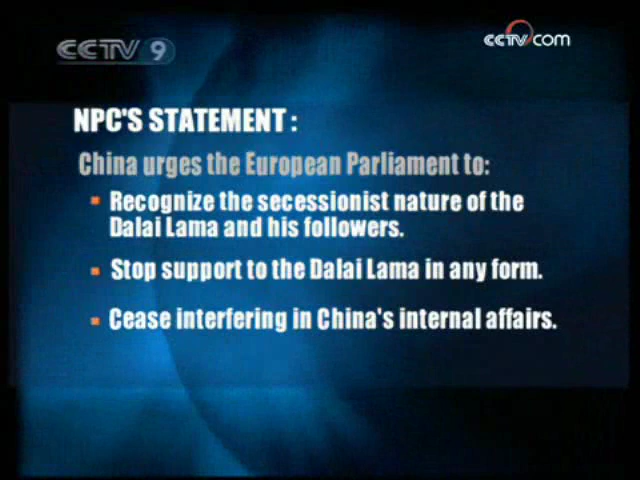 CCTV 9
CCTV.com
NPC'S STATEMENT :
China urges the European Parliament to:
Recognize the secessionist nature of the
Dalai Lama and his followers.
Stop support to the Dalai Lama in any form.
Cease interfering in China's internal affairs.